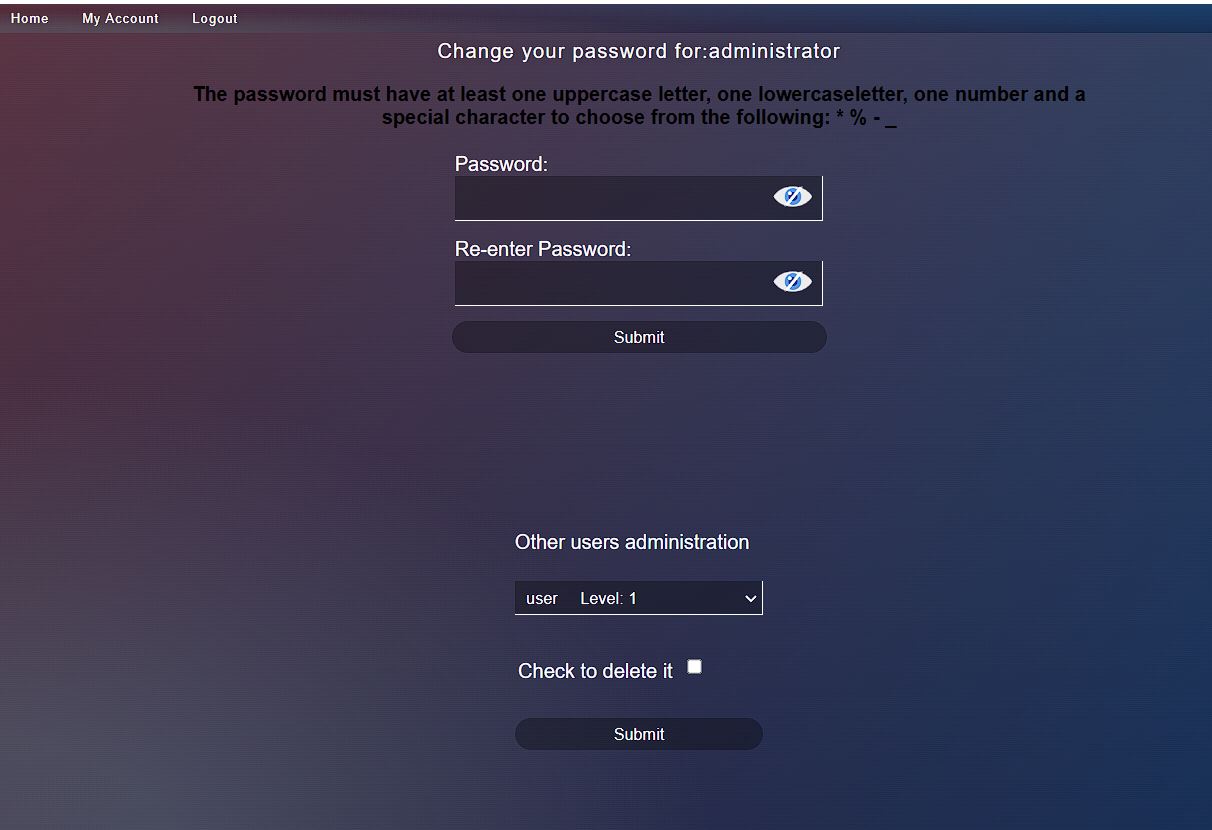 Home My Account Logout
Change your password for:administrator
The password must have at least one uppercase letter, one lowercaseletter, one number and a
special character to choose from the following: * % - _
Password:
Re-enter Password:
Submit
Other users administration
user Level: 1
Check to delete it
Submit